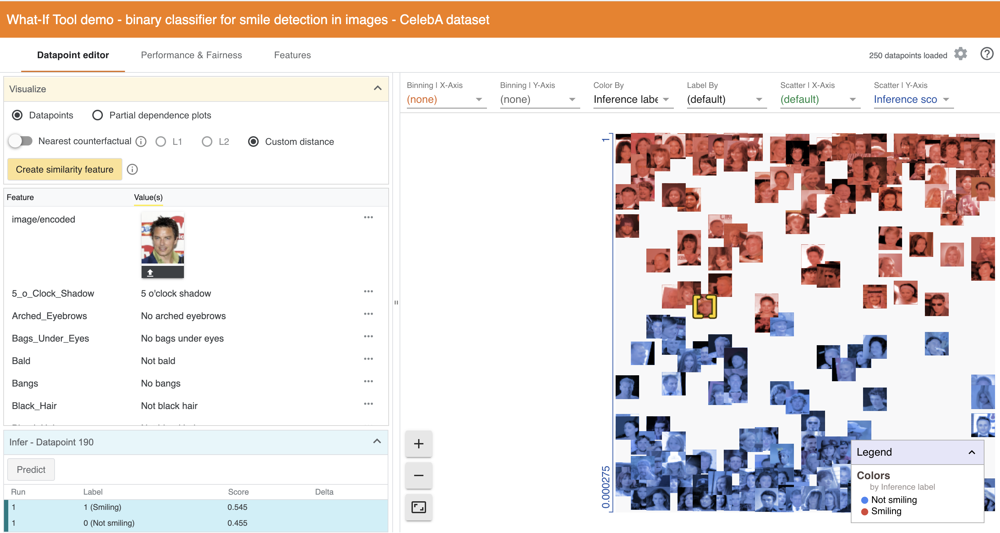 What-If Tool demo - binary classifier for smile detection in images - CelebA dataset
Datapoint editor Performance & Fairness Features 250 datapoints loaded
Visualize
Datapoints Partial dependence plots
Nearest counterfactual L1 L2 Custom distance
Create similarity feature
Feature Value(s)
image/encoded
5_o_Clock_Shadow 5 o'clock shadow
Arched_Eyebrows No arched eyebrows
Bags_Under_Eyes No bags under eyes
Bald Not bald
Bangs No bangs
Black_Hair Not black hair
Infer - Datapoint 190
Predict
Run Label Score Delta
1 1 (Smiling) 0.545
1 0 (Not smiling) 0.455
Binning | X-Axis Binning | Y-Axis Color By Label By Scatter | X-Axis Scatter | Y-Axis
(none) (none) Inference labe (default) (default) Inference sco
1
0.000275
Legend
Colors
by Inference label
Not smiling
Smiling